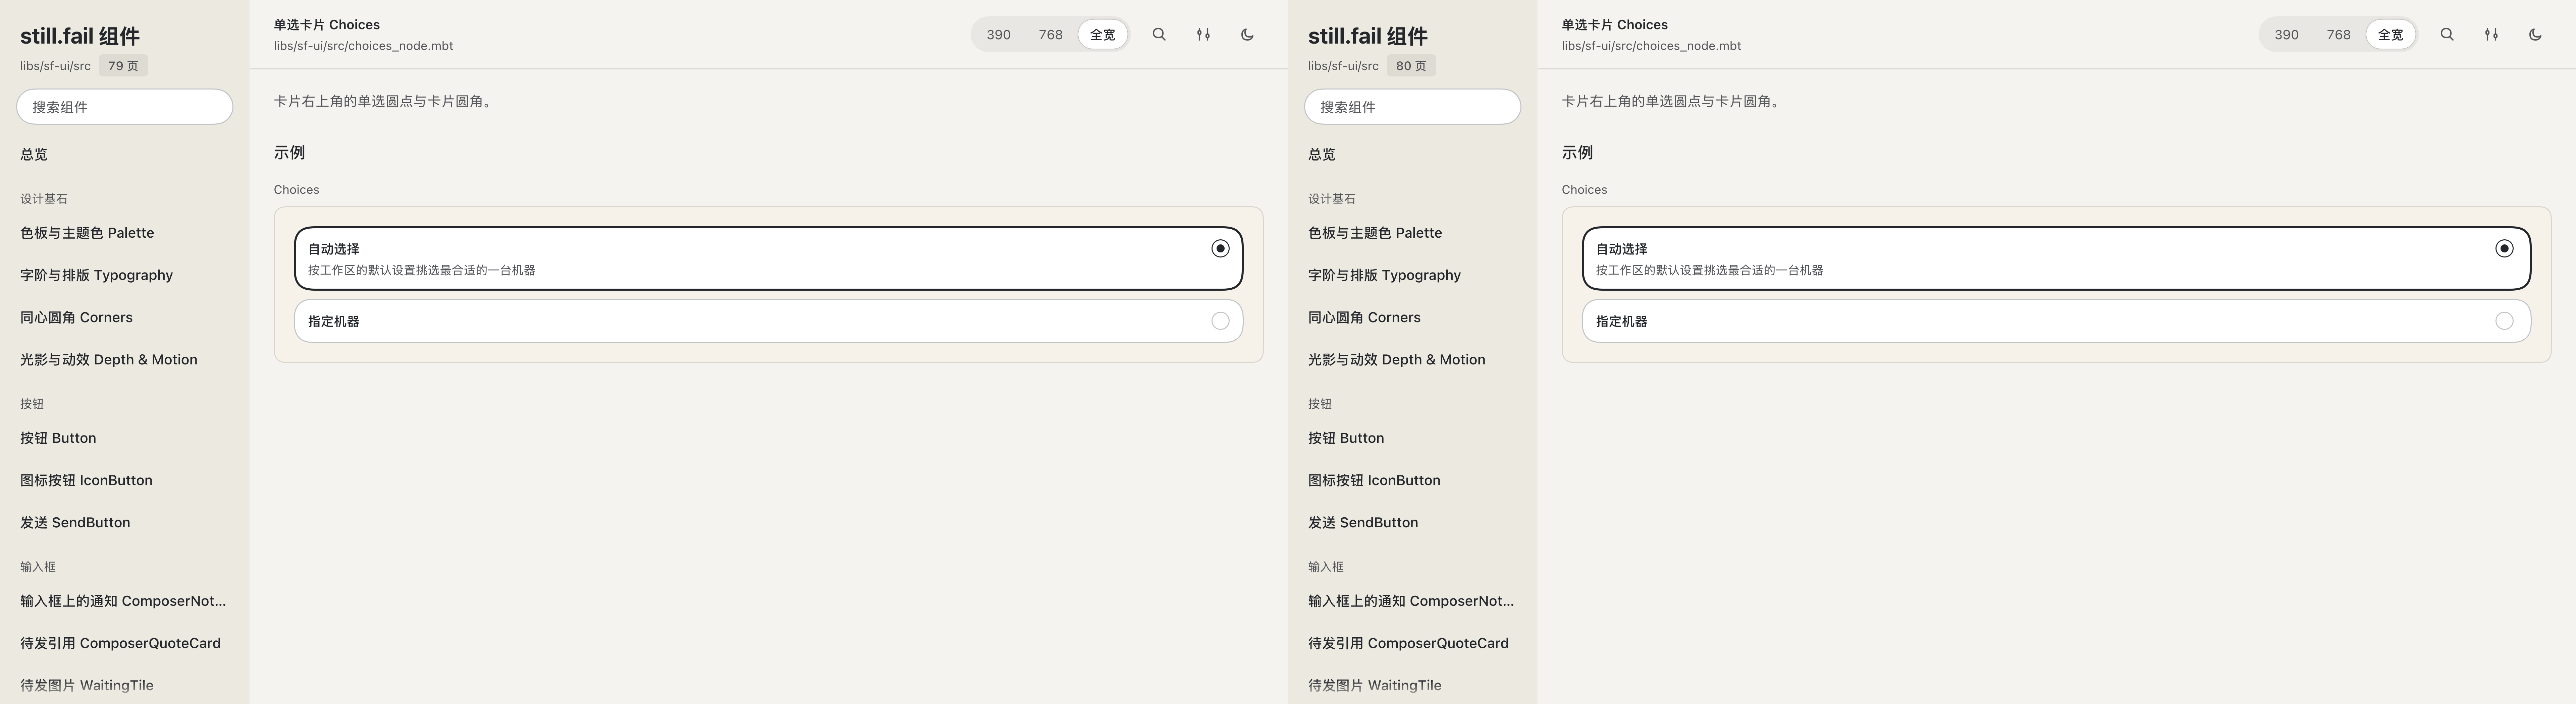 still.fail 组件
libs/sf-ui/src 79 页
搜索组件
总览
设计基石
色板与主题色 Palette
字阶与排版 Typography
同心圆角 Corners
光影与动效 Depth & Motion
按钮
按钮 Button
图标按钮 IconButton
发送 SendButton
输入框
输入框上的通知 ComposerNot...
待发引用 ComposerQuoteCard
待发图片 WaitingTile
单选卡片 Choices
libs/sf-ui/src/choices_node.mbt
390 768 全宽
卡片右上角的单选圆点与卡片圆角。
示例
Choices
自动选择
按工作区的默认设置挑选最合适的一台机器
指定机器
still.fail 组件
libs/sf-ui/src 80 页
搜索组件
总览
设计基石
色板与主题色 Palette
字阶与排版 Typography
同心圆角 Corners
光影与动效 Depth & Motion
按钮
按钮 Button
图标按钮 IconButton
发送 SendButton
输入框
输入框上的通知 ComposerNot...
待发引用 ComposerQuoteCard
待发图片 WaitingTile
单选卡片 Choices
libs/sf-ui/src/choices_node.mbt
390 768 全宽
卡片右上角的单选圆点与卡片圆角。
示例
Choices
自动选择
按工作区的默认设置挑选最合适的一台机器
指定机器